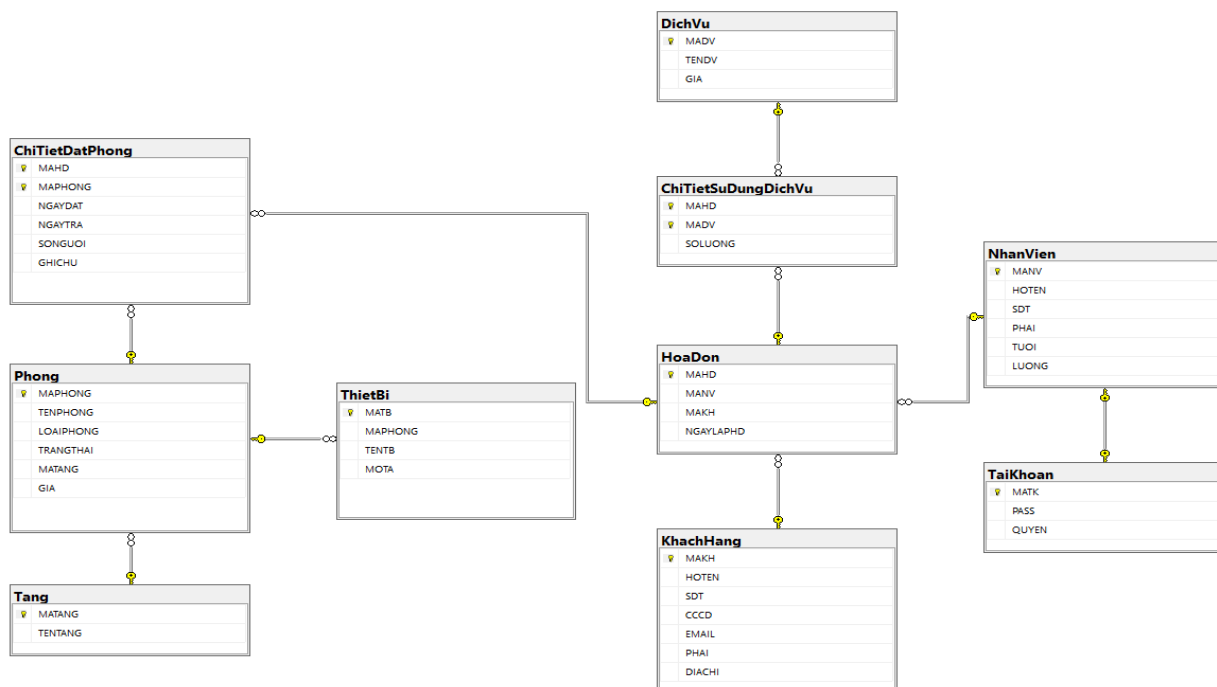 DichVu
MADV
TENDV
GIA
ChiTietDatPhong
MAHD
MAPHONG
NGAYDAT
NGAYTRA
SONGUOI
GHICHU
ChiTietSuDungDichVu
MAHD
MADV
SOLUONG
NhanVien
MANV
HOTEN
SDT
PHAI
TUOI
LUONG
Phong
MAPHONG
TENPHONG
LOAIPHONG
TRANGTHAI
MATANG
GIA
ThietBi
MATB
MAPHONG
TENTB
MOTA
HoaDon
MAHD
MANV
MAKH
NGAYLAPHD
TaiKhoan
MATK
PASS
QUYEN
Tang
MATANG
TENTANG
KhachHang
MAKH
HOTEN
SDT
CCCD
EMAIL
PHAI
DIACHI